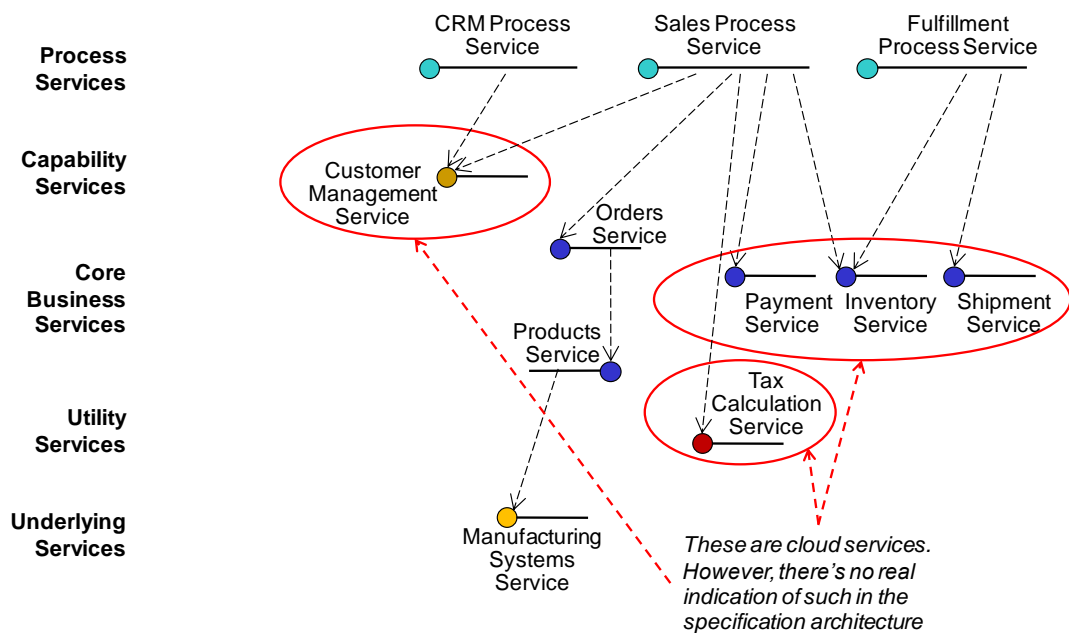 CRM Process
Service
Sales Process
Service
Fulfillment
Process Service
Process
Services
Capability
Services
Customer
Management
Service
Orders
Service
Core
Business
Services
Payment
Service
Inventory
Service
Shipment
Service
Products
Service
Tax
Calculation
Service
Utility
Services
Underlying
Services
Manufacturing
Systems
Service
These are cloud services.
However, there's no real
indication of such in the
specification architecture